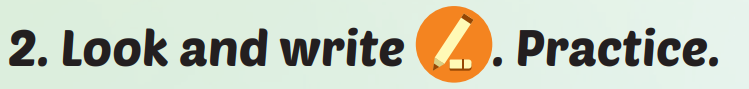 2. Look and write . Practice.